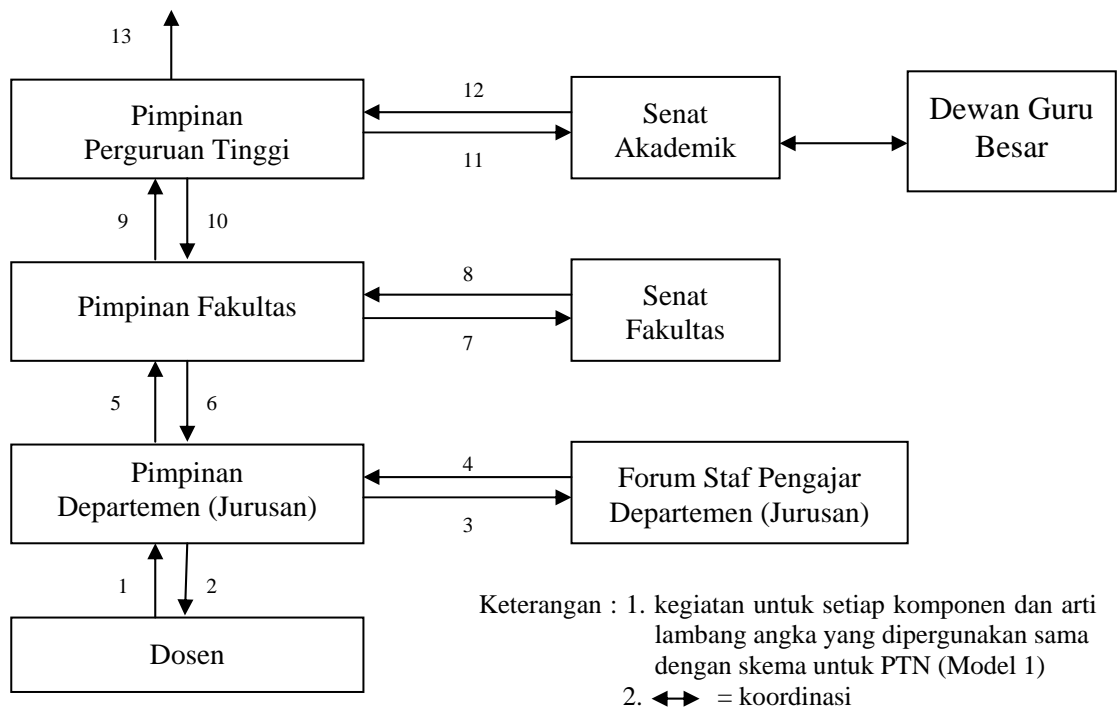 13
Pimpinan
Perguruan Tinggi
12
11
Senat
Akademik
Dewan Guru
Besar
9
10
Pimpinan Fakultas
8
7
Senat
Fakultas
5
6
Pimpinan
Departemen (Jurusan)
4
3
Forum Staf Pengajar
Departemen (Jurusan)
1
2
Dosen
Keterangan : 1. kegiatan untuk setiap komponen dan arti
lambang angka yang dipergunakan sama
dengan skema untuk PTN (Model 1)
2. ◄─► = koordinasi